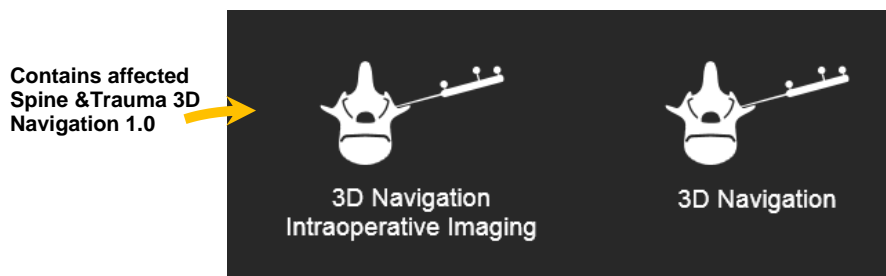 Contains affected
Spine &Trauma 3D
Navigation 1.0
3D Navigation
Intraoperative Imaging
3D Navigation